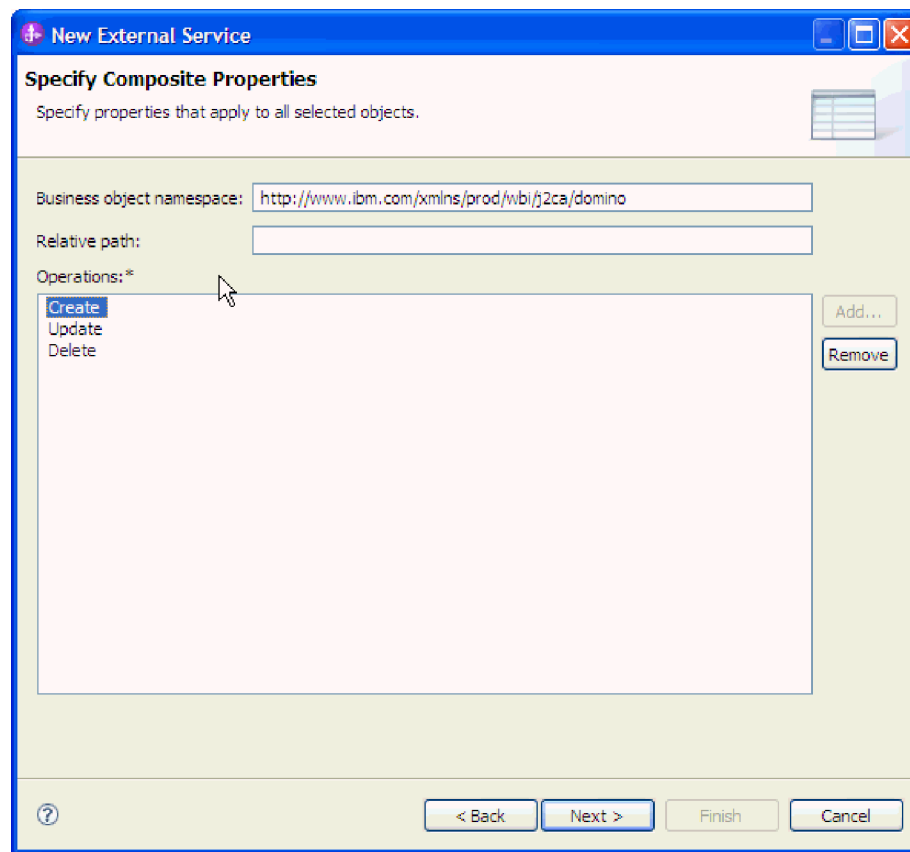 New External Service
Specify Composite Properties
Specify properties that apply to all selected objects.
Business object namespace: http://www.ibm.com/xmlns/prod/wbi/j2ca/domino
Relative path:
Operations:*
Create
Update
Delete
Add...
Remove
?
< Back Next > Finish Cancel